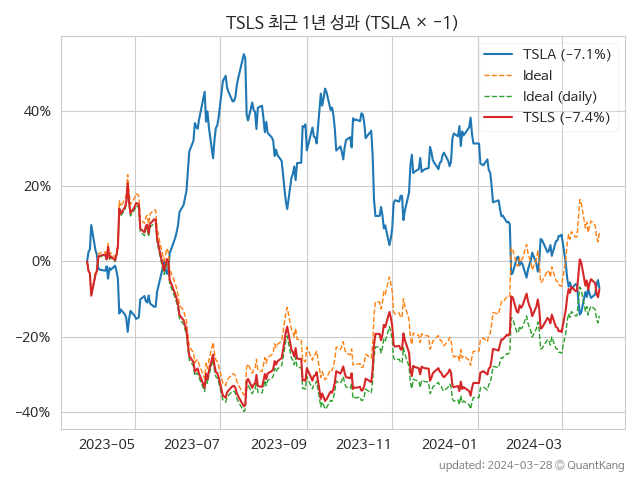 TSLS 최근 1년 성과 (TSLA × −1)
TSLA (−7.1%)
Ideal
Ideal (daily)
TSLS (−7.4%)
40%
20%
0%
−20%
−40%
2023-05
2023-07
2023-09
2023-11
2024-01
2024-03
updated: 2024-03-28 © QuantKang